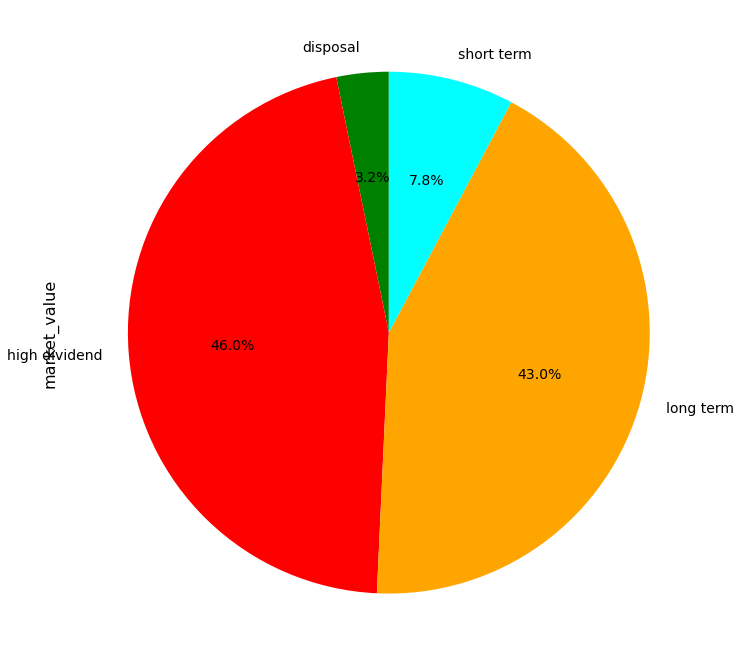 disposal
short term
3.2%
7.8%
market_value
high dividend
46.0%
43.0%
long term